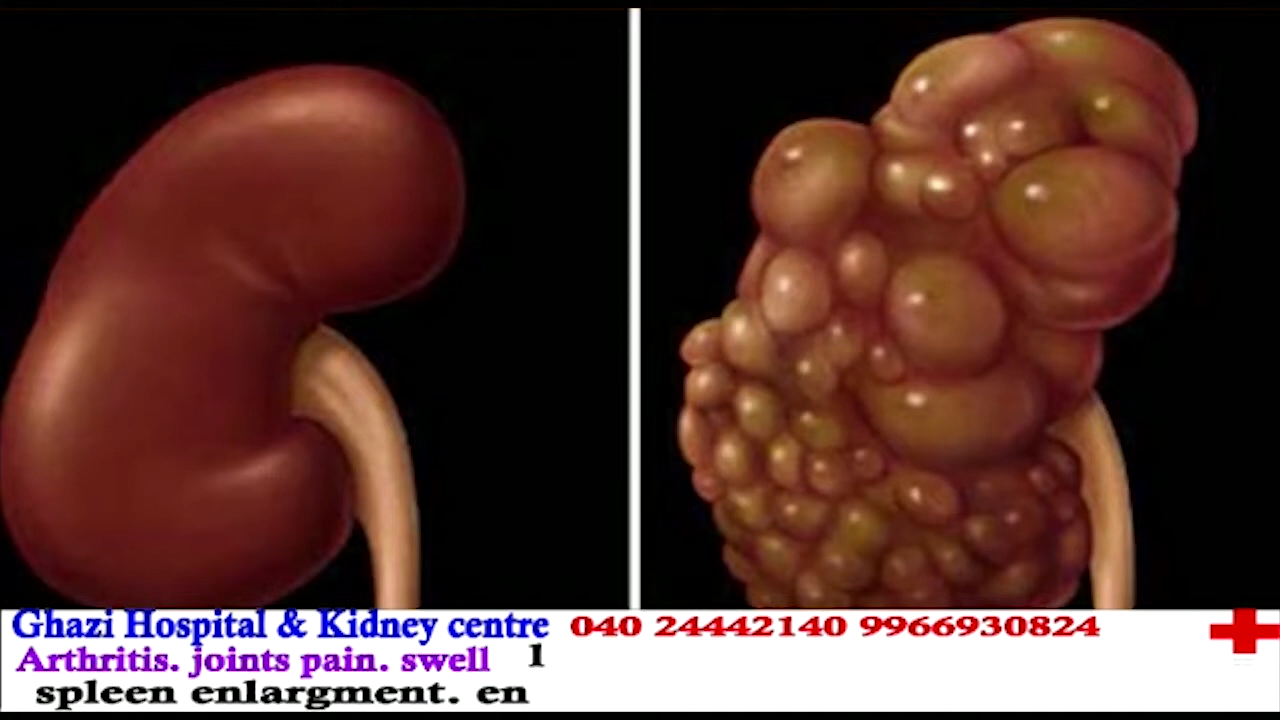 Ghazi Hospital & Kidney centre 040 24442140 9966930824
Arthritis. joints pain. swell 1
spleen enlargment. en